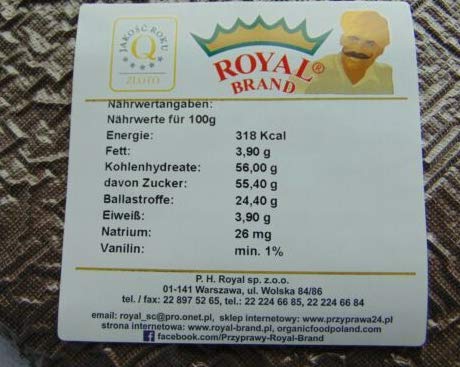 JAKOŚĆ ROKU
Q
ZŁOTO
ROYAL®
BRAND
Nährwertangaben:
Nährwerte für 100g
Energie: 318 Kcal
Fett: 3,90 g
Kohlenhydreate: 56,00 g
davon Zucker: 55,40 g
Ballastroffe: 24,40 g
Eiweiß: 3,90 g
Natrium: 26 mg
Vanilin: min. 1%
P. H. Royal sp. z.o.o.
01-141 Warszawa, ul. Wolska 84/86
tel. / fax: 22 897 52 65, tel.: 22 224 66 85, 22 224 66 84
email: royal_sc@pro.onet.pl, sklep internetowy: www.przyprawa24.pl
strona internetowa: www.royal-brand.pl, organicfoodpoland.com
f facebook.com/Przyprawy-Royal-Brand